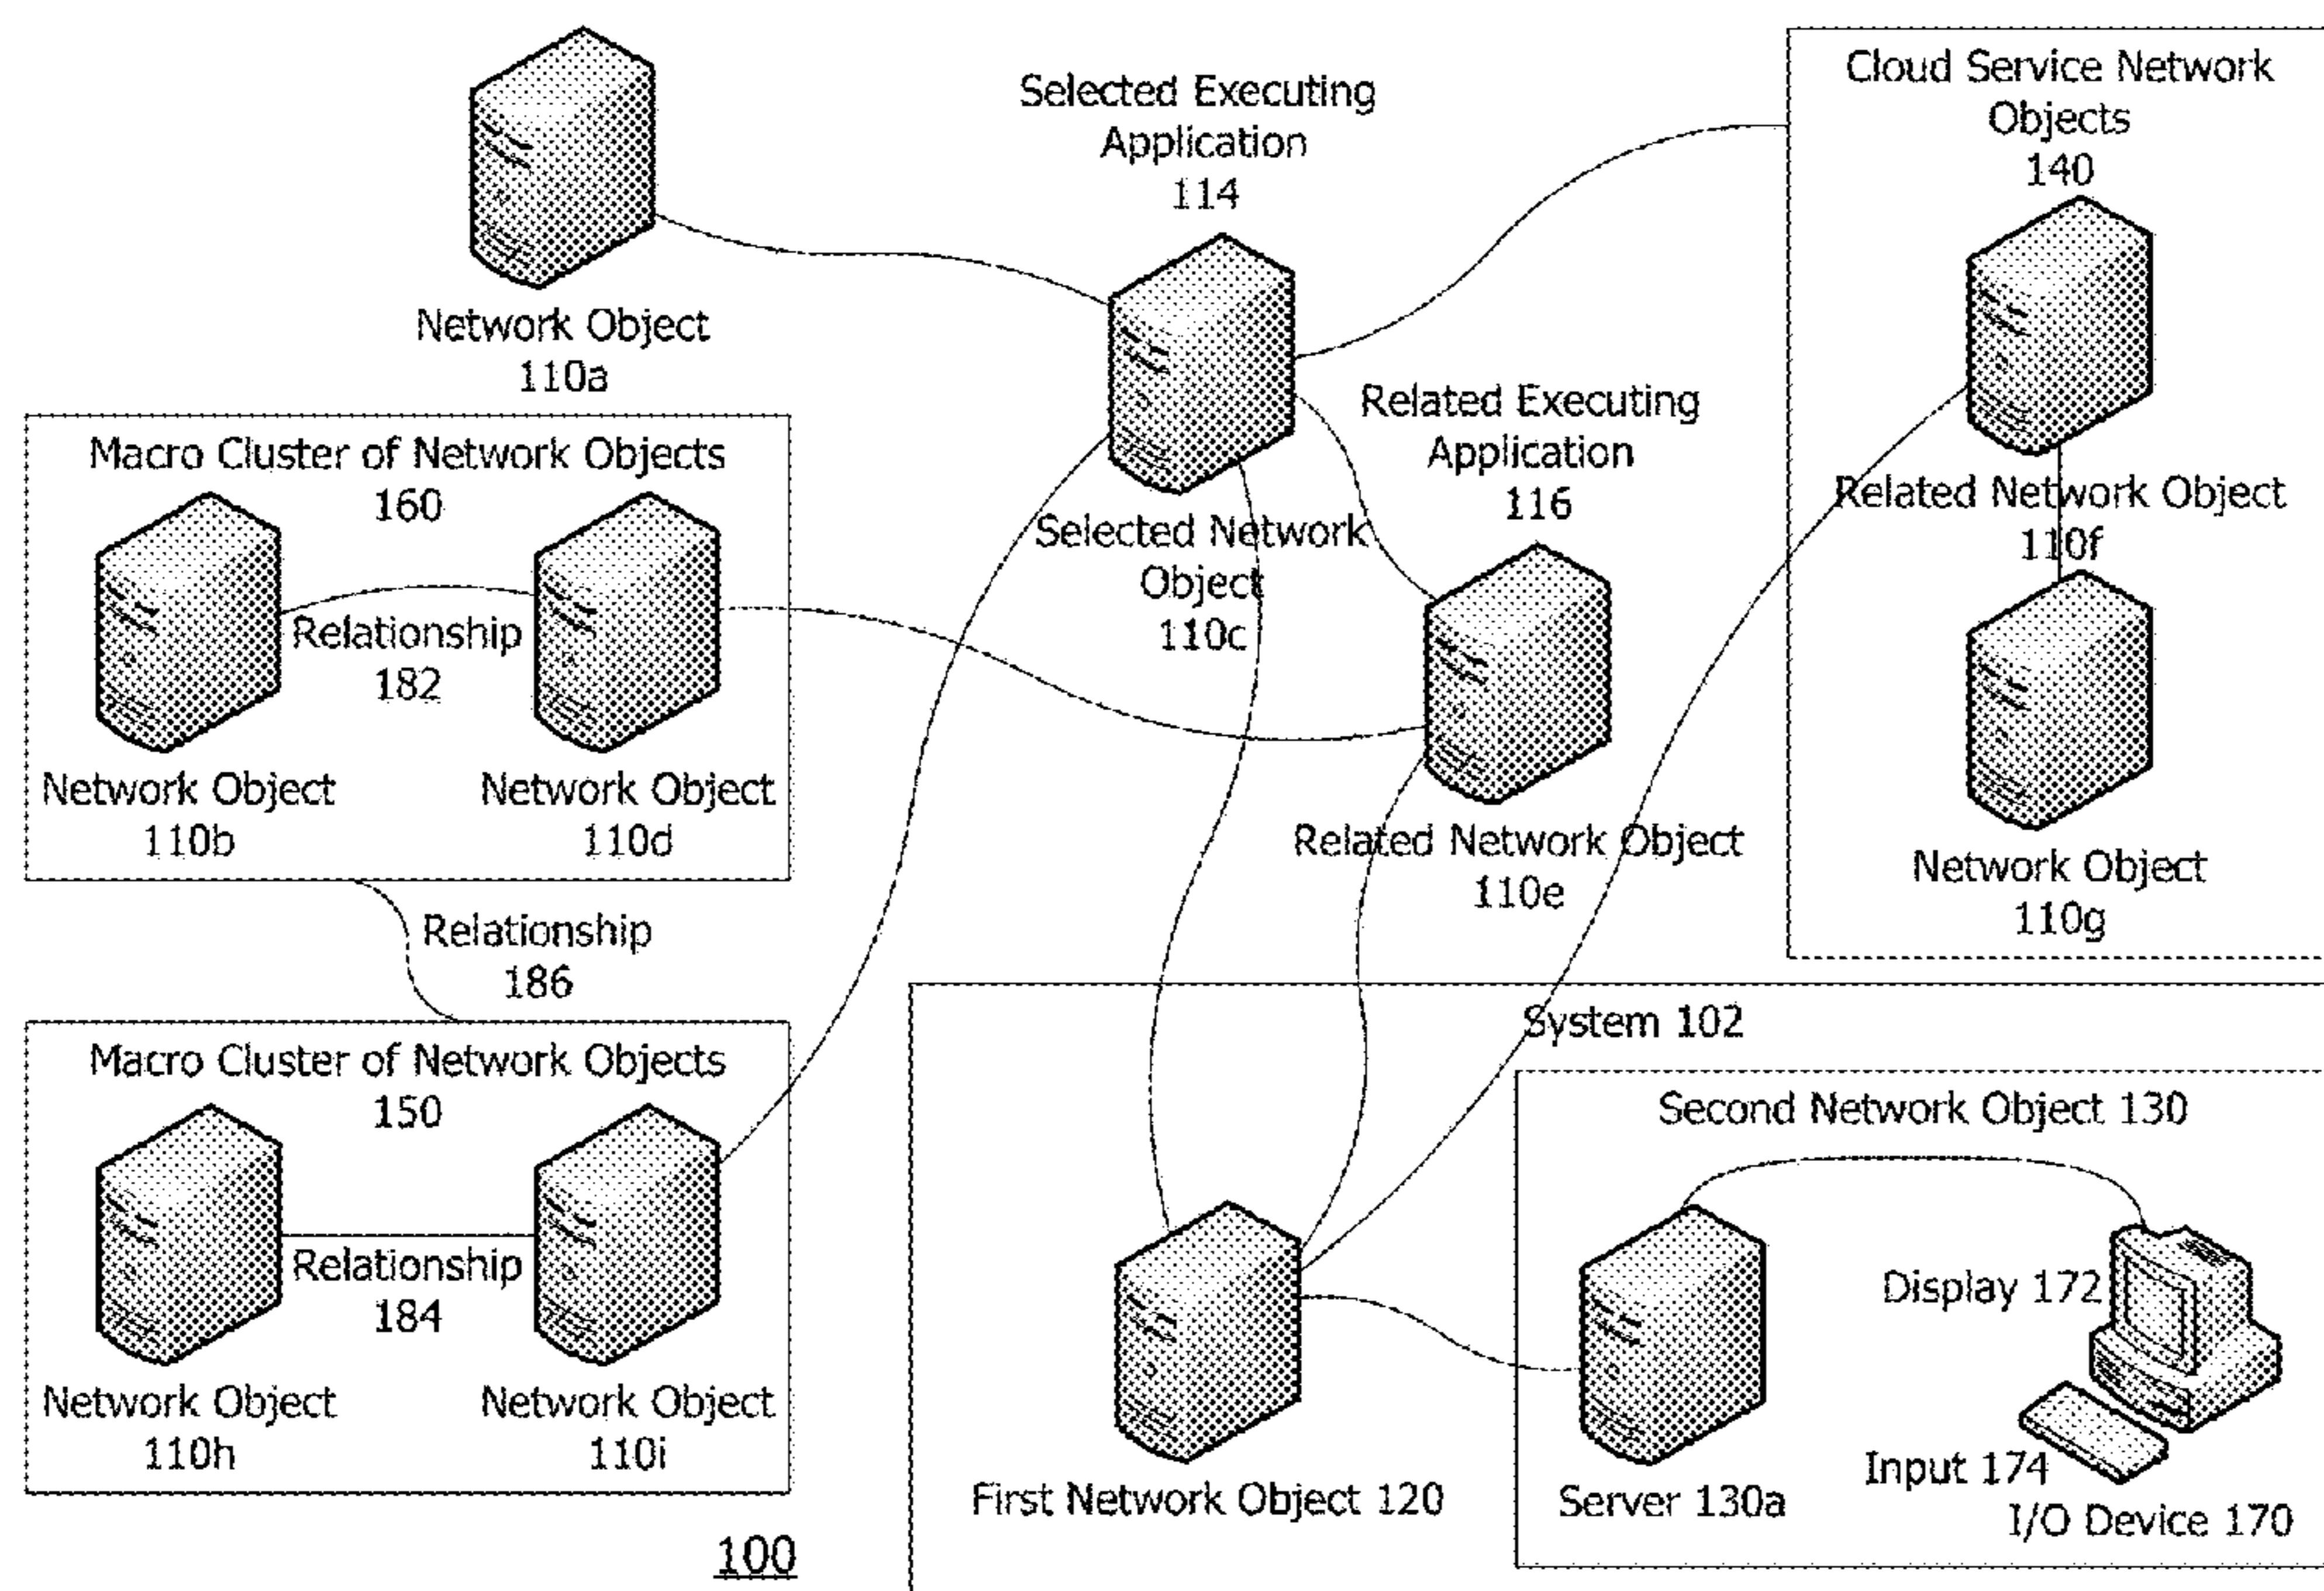 Selected Executing
Application
114
Cloud Service Network
Objects
140
Network Object
110a
Related Executing
Application
116
Macro Cluster of Network Objects
160
Selected Network
Object
110c
Related Network Object
110f
Relationship
182
Network Object
110b
Network Object
110d
Related Network Object
110e
Network Object
110g
Relationship
186
System 102
Macro Cluster of Network Objects
150
Second Network Object 130
Relationship
184
Display 172
Network Object
110h
Network Object
110i
First Network Object 120
Server 130a
Input 174
I/O Device 170
100